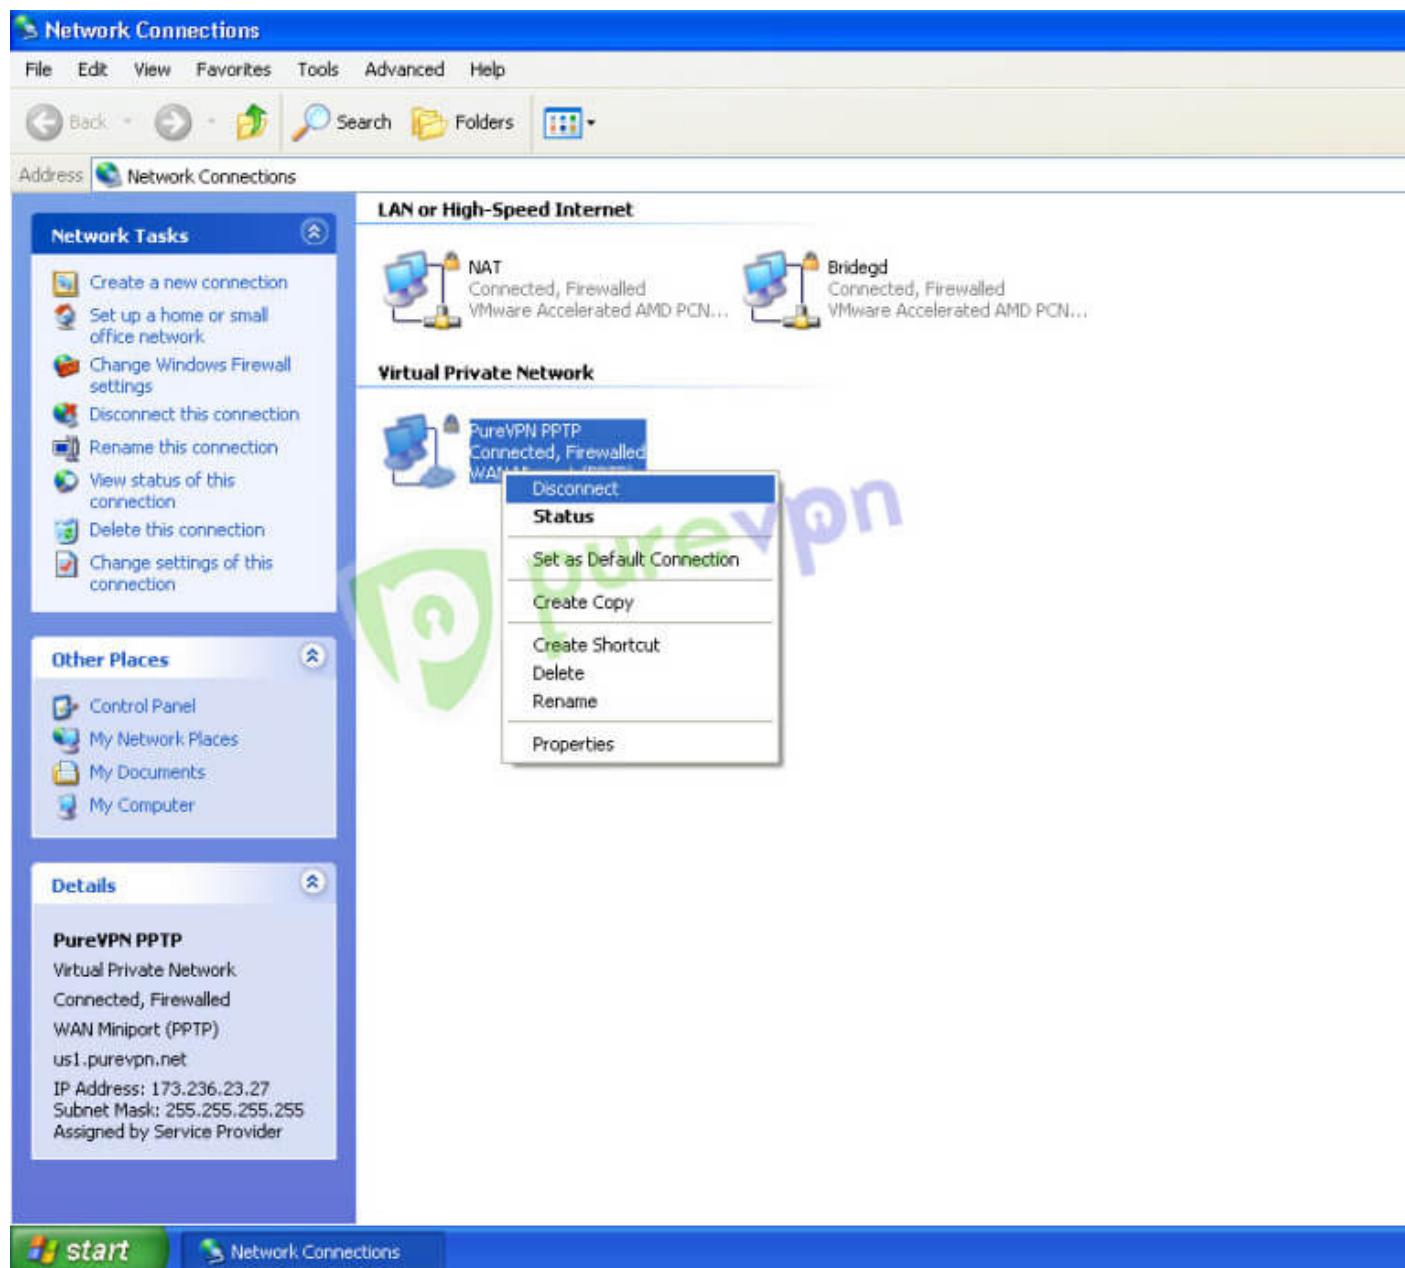 Network Connections
File Edit View Favorites Tools Advanced Help
Back Search Folders
Address Network Connections
Network Tasks
Create a new connection
Set up a home or small
office network
Change Windows Firewall
settings
Disconnect this connection
Rename this connection
View status of this
connection
Delete this connection
Change settings of this
connection
Other Places
Control Panel
My Network Places
My Documents
My Computer
Details
PureVPN PPTP
Virtual Private Network
Connected, Firewalled
WAN Miniport (PPTP)
us1.purevpn.net
IP Address: 173.236.23.27
Subnet Mask: 255.255.255.255
Assigned by Service Provider
LAN or High-Speed Internet
NAT
Connected, Firewalled
VMware Accelerated AMD PCN...
Bridegd
Connected, Firewalled
VMware Accelerated AMD PCN...
Virtual Private Network
PureVPN PPTP
Connected, Firewalled
Disconnect
Status
Set as Default Connection
Create Copy
Create Shortcut
Delete
Rename
Properties
purevpn
start Network Connections